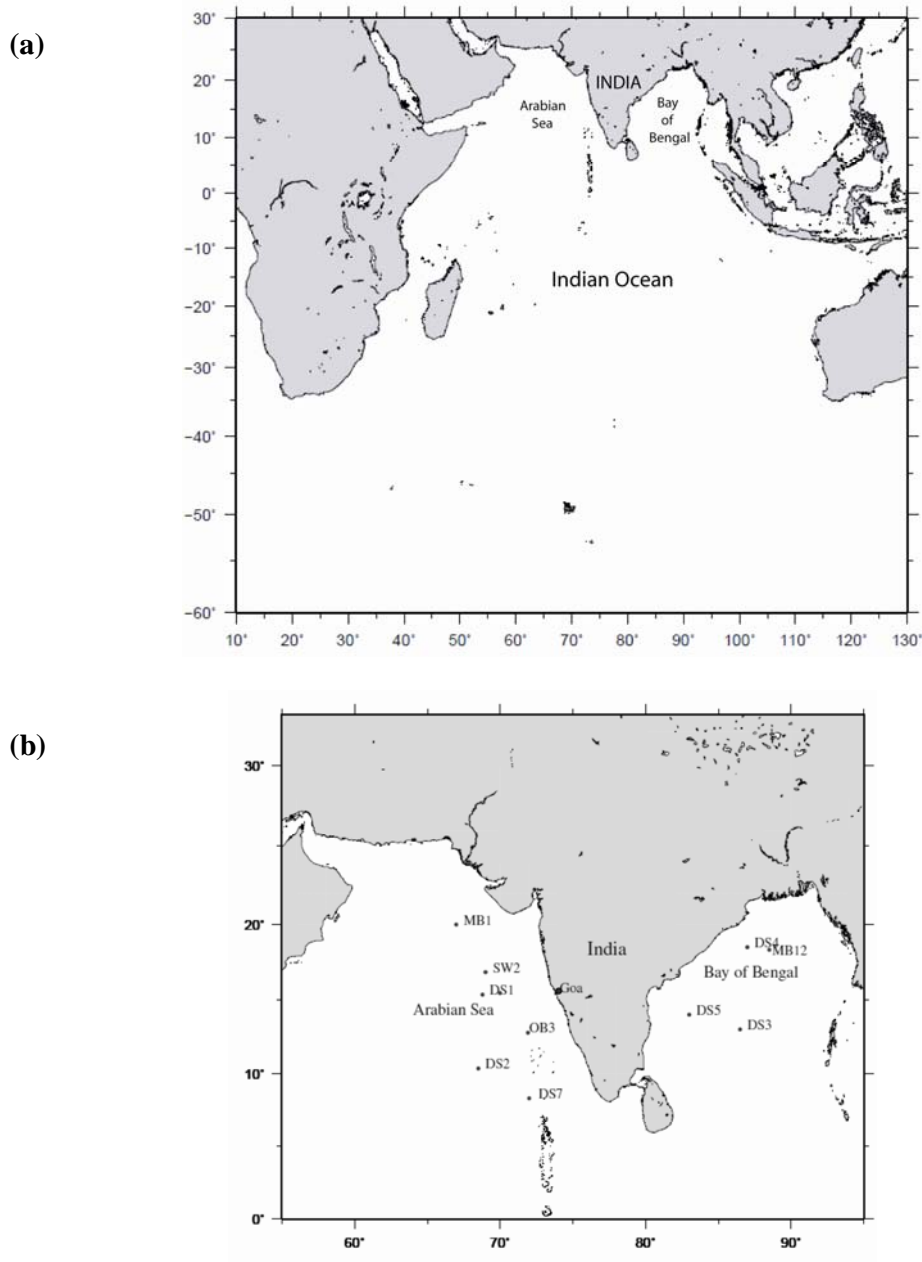 (a)
30°
20°
10°
0°
−10°
−20°
−30°
−40°
−50°
−60°
INDIA
Arabian
Sea
Bay
of
Bengal
Indian Ocean
10° 20° 30° 40° 50° 60° 70° 80° 90° 100° 110° 120° 130°
(b)
30°
20°
10°
0°
MB1
SW2
DS1
Arabian Sea
Goa
OB3
DS2
DS7
India
DS4
MB12
Bay of Bengal
DS5
DS3
60° 70° 80° 90°